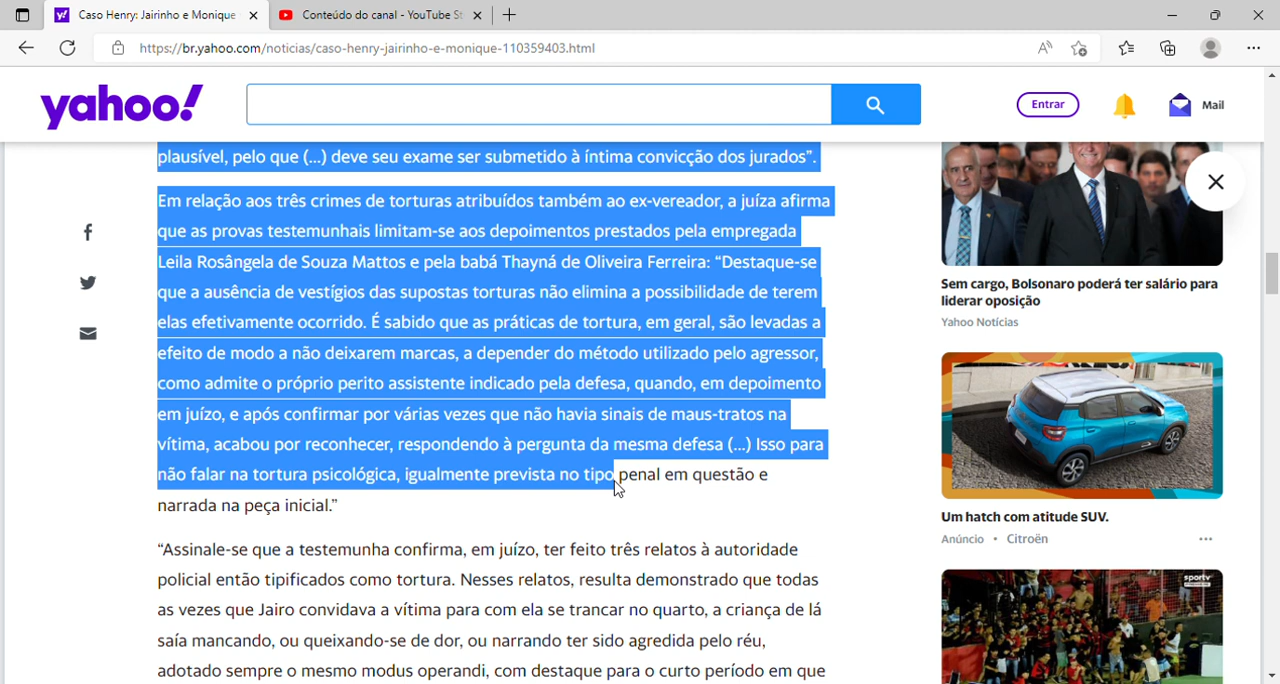 Caso Henry: Jairinho e Monique
Conteúdo do canal - YouTube St
https://br.yahoo.com/noticias/caso-henry-jairinho-e-monique-110359403.html
yahoo!
Entrar
Mail
plausível, pelo que (...) deve seu exame ser submetido à íntima convicção dos jurados”.
Em relação aos três crimes de torturas atribuídos também ao ex-vereador, a juíza afirma
que as provas testemunhais limitam-se aos depoimentos prestados pela empregada
Leila Rosângela de Souza Mattos e pela babá Thayná de Oliveira Ferreira: “Destaque-se
que a ausência de vestígios das supostas torturas não elimina a possibilidade de terem
elas efetivamente ocorrido. É sabido que as práticas de tortura, em geral, são levadas a
efeito de modo a não deixarem marcas, a depender do método utilizado pelo agressor,
como admite o próprio perito assistente indicado pela defesa, quando, em depoimento
em juízo, e após confirmar por várias vezes que não havia sinais de maus-tratos na
vítima, acabou por reconhecer, respondendo à pergunta da mesma defesa (...) Isso para
não falar na tortura psicológica, igualmente prevista no tipo penal em questão e
narrada na peça inicial.”
“Assinale-se que a testemunha confirma, em juízo, ter feito três relatos à autoridade
policial então tipificados como tortura. Nesses relatos, resulta demonstrado que todas
as vezes que Jairo convidava a vítima para com ela se trancar no quarto, a criança de lá
saía mancando, ou queixando-se de dor, ou narrando ter sido agredida pelo réu,
adotado sempre o mesmo modus operandi, com destaque para o curto período em que
Sem cargo, Bolsonaro poderá ter salário para
liderar oposição
Yahoo Notícias
Um hatch com atitude SUV.
Anúncio • Citroën
sportv